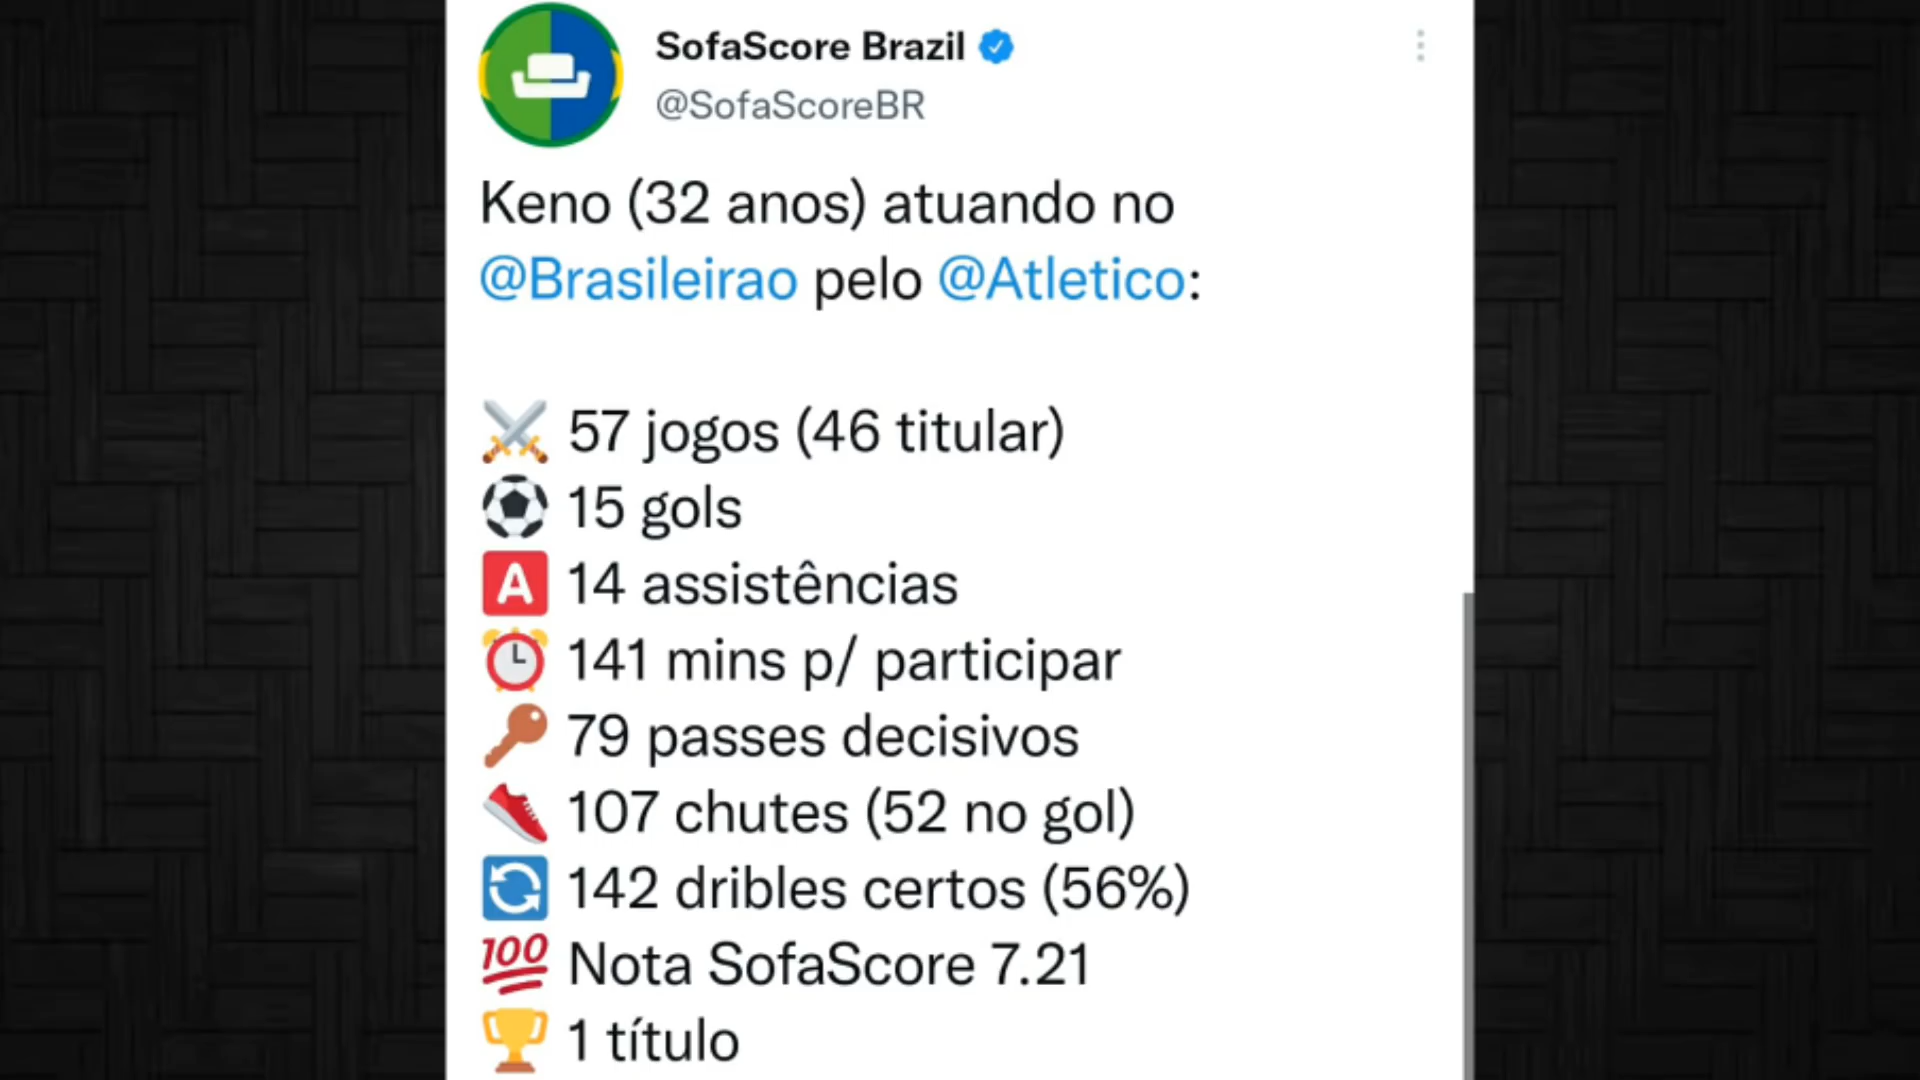 SofaScore Brazil
@SofaScoreBR
Keno (32 anos) atuando no
@Brasileirao pelo @Atletico:
⚔️ 57 jogos (46 titular)
⚽ 15 gols
🅰️ 14 assistências
⏰ 141 mins p/ participar
🔑 79 passes decisivos
👟 107 chutes (52 no gol)
🔄 142 dribles certos (56%)
💯 Nota SofaScore 7.21
🏆 1 título